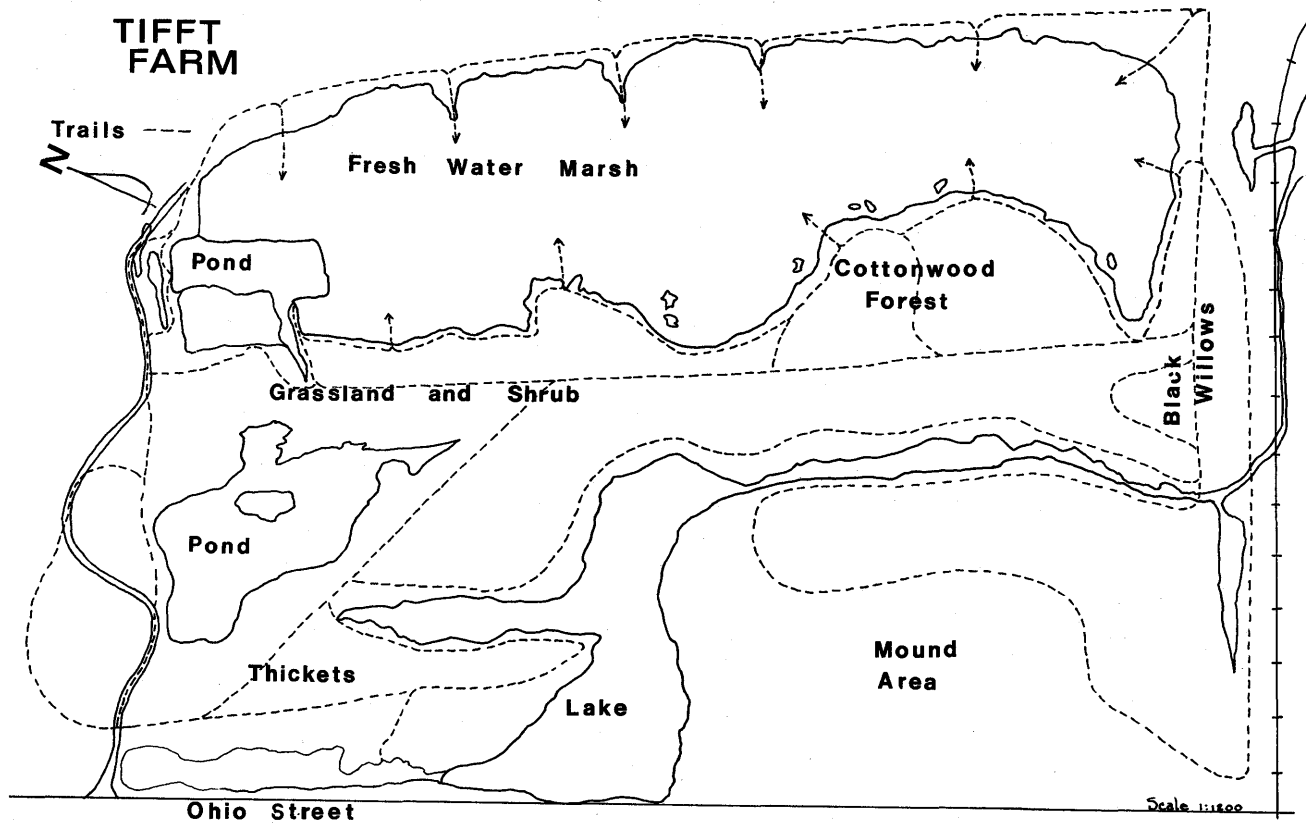 TIFFT
FARM
Trails
N
Fresh Water Marsh
Pond
Cottonwood
Forest
Grassland and Shrub
Black
Willows
Pond
Mound
Area
Thickets
Lake
Scale 1:1800
Ohio Street